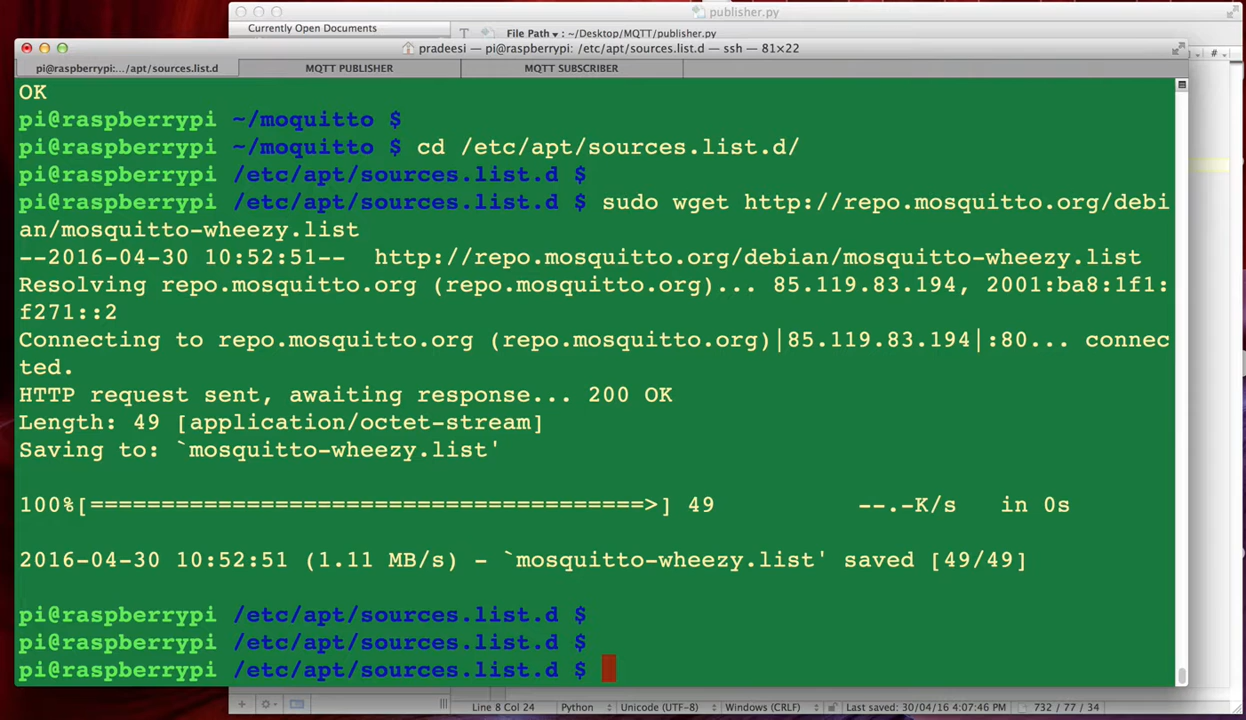 publisher.py
Currently Open Documents
File Path ▾ : ~/Desktop/MQTT/publisher.py
pradeesi — pi@raspberrypi: /etc/apt/sources.list.d — ssh — 81×22
pi@raspberrypi:.../apt/sources.list.d
MQTT PUBLISHER
MQTT SUBSCRIBER
OK
pi@raspberrypi ~/moquitto $
pi@raspberrypi ~/moquitto $ cd /etc/apt/sources.list.d/
pi@raspberrypi /etc/apt/sources.list.d $
pi@raspberrypi /etc/apt/sources.list.d $ sudo wget http://repo.mosquitto.org/debi
an/mosquitto-wheezy.list
--2016-04-30 10:52:51-- http://repo.mosquitto.org/debian/mosquitto-wheezy.list
Resolving repo.mosquitto.org (repo.mosquitto.org)... 85.119.83.194, 2001:ba8:1f1:
f271::2
Connecting to repo.mosquitto.org (repo.mosquitto.org)|85.119.83.194|:80... connec
ted.
HTTP request sent, awaiting response... 200 OK
Length: 49 [application/octet-stream]
Saving to: `mosquitto-wheezy.list'
100%[=======================================>] 49 --.-K/s in 0s
2016-04-30 10:52:51 (1.11 MB/s) - `mosquitto-wheezy.list' saved [49/49]
pi@raspberrypi /etc/apt/sources.list.d $
pi@raspberrypi /etc/apt/sources.list.d $
pi@raspberrypi /etc/apt/sources.list.d $
Line 8 Col 24 Python Unicode (UTF-8) Windows (CRLF) Last saved: 30/04/16 4:07:46 PM 732 / 77 / 34